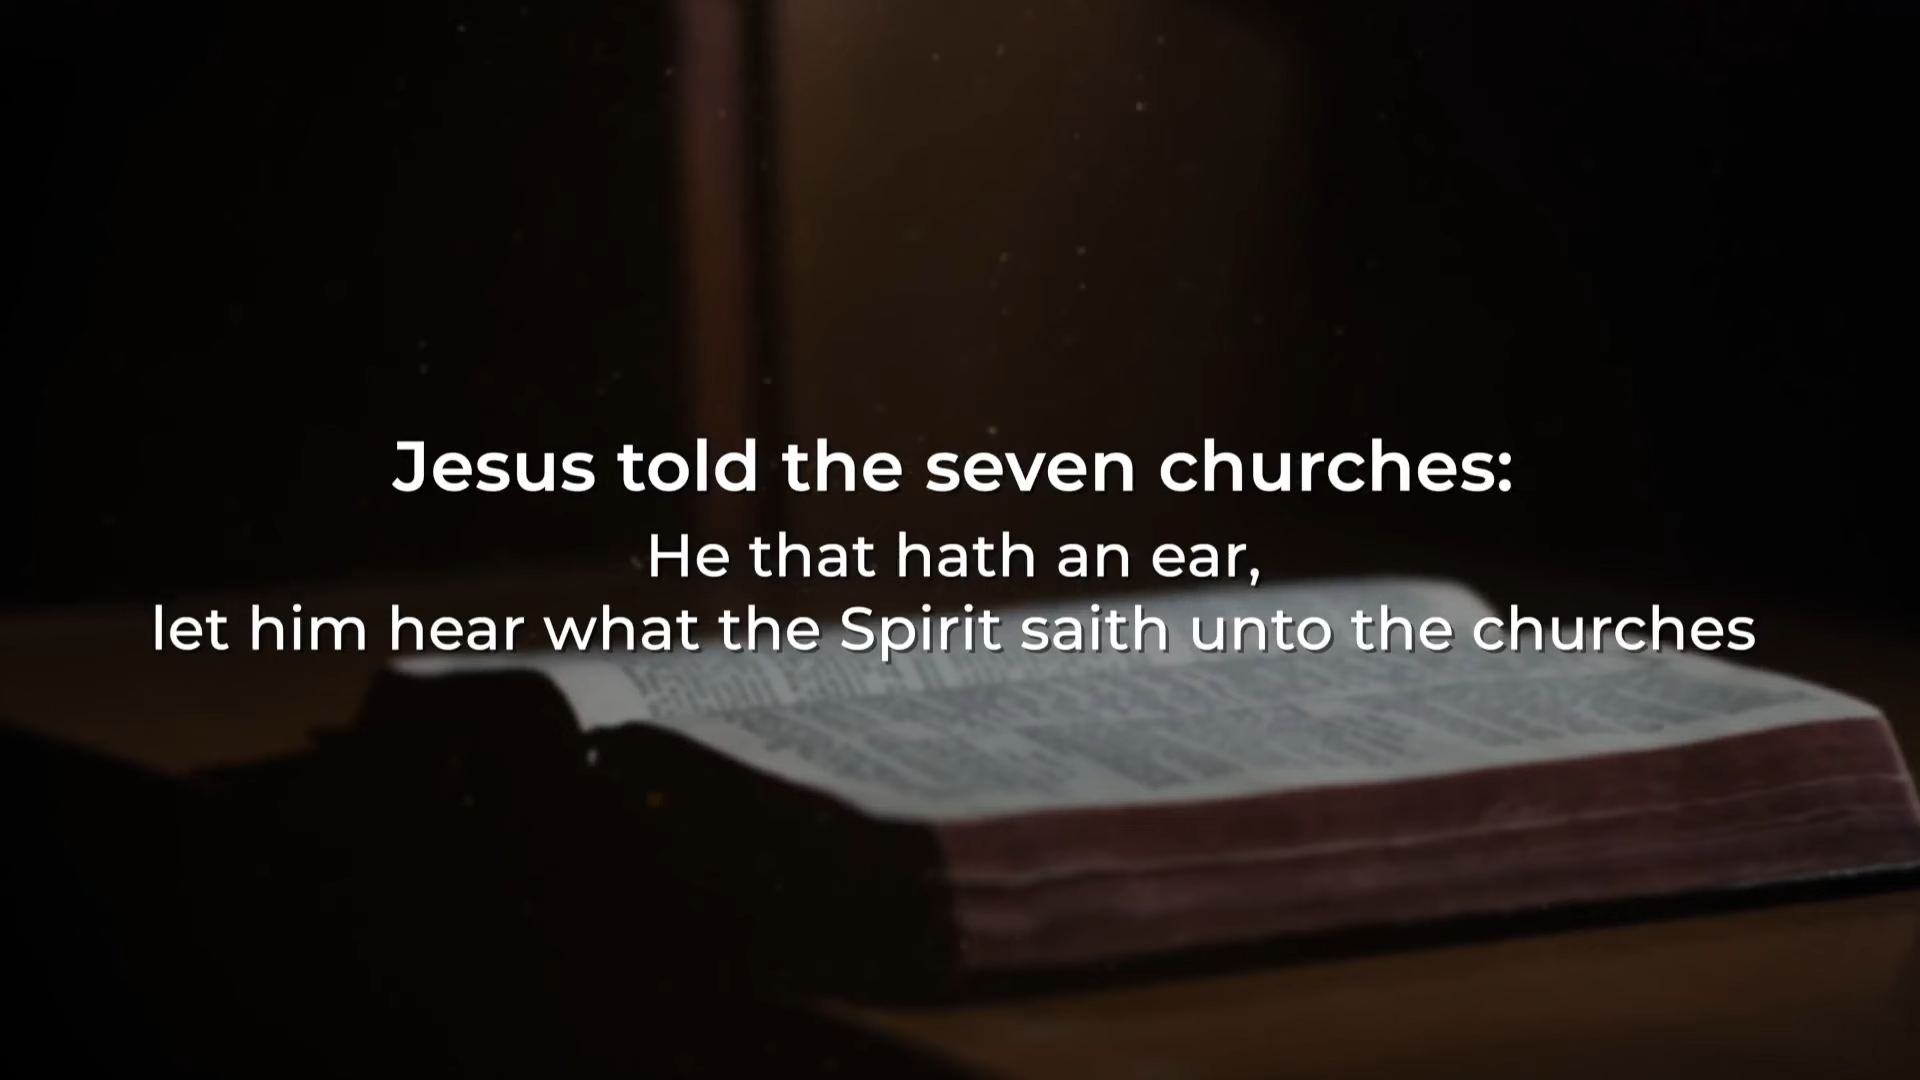 Jesus told the seven churches:
He that hath an ear,
let him hear what the Spirit saith unto the churches